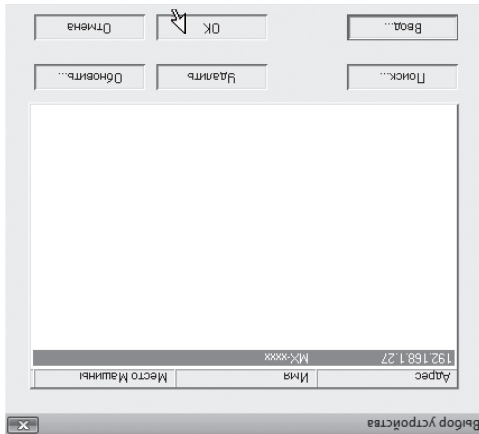 Выбор устройства
Адрес Имя Место Машины
192.168.1.27 MX-xxxx
Поиск... Удалить Обновить...
Ввод... OK Отмена